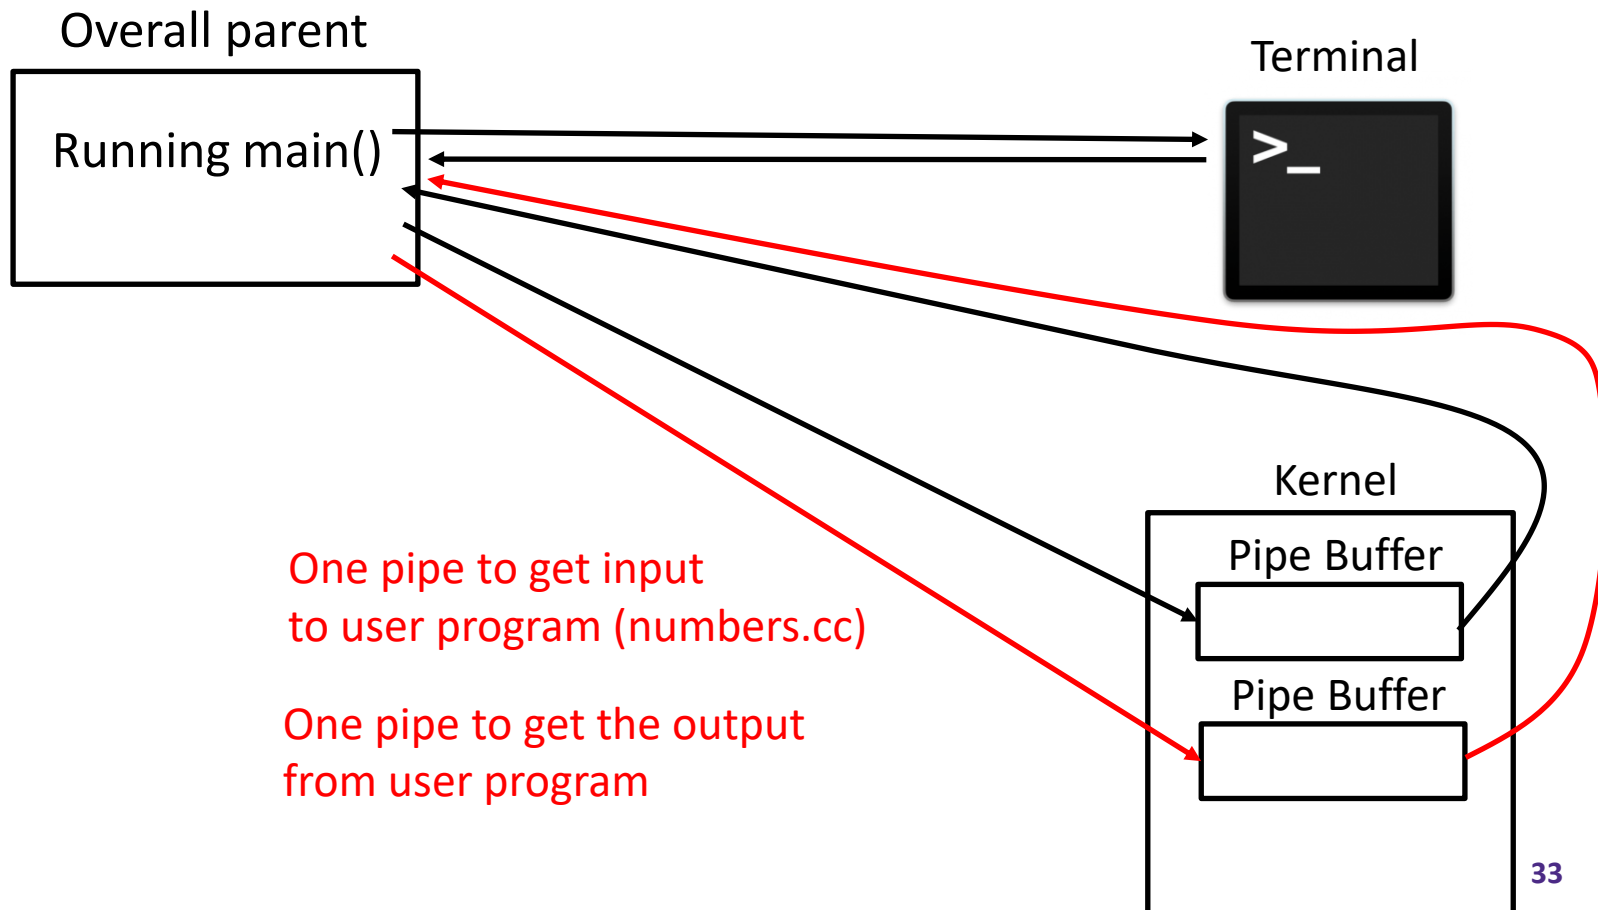 Overall parent
Terminal
Running main()
>_
Kernel
Pipe Buffer
One pipe to get input
to user program (numbers.cc)
Pipe Buffer
One pipe to get the output
from user program
33